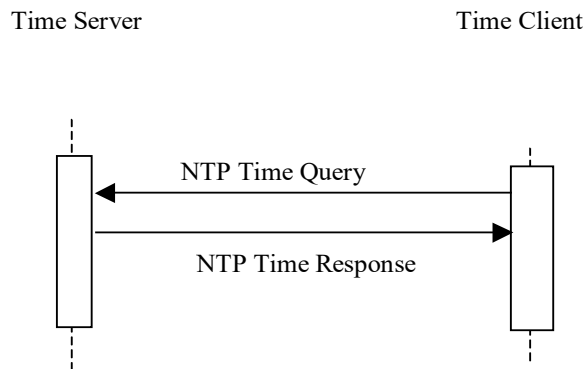 Time Server
Time Client
NTP Time Query
NTP Time Response